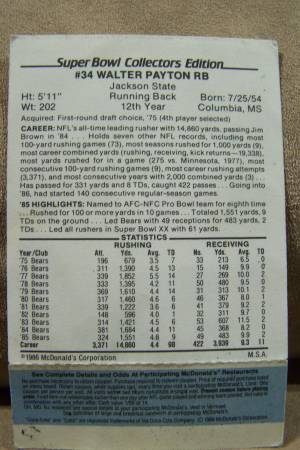 Super Bowl Collectors Edition
#34 WALTER PAYTON RB
Jackson State
Ht: 5'11" Running Back Born: 7/25/54
Wt: 202 12th Year Columbia, MS
Acquired: First-round draft choice, '75 (4th player selected)
CAREER: NFL's all-time leading rusher with 14,860 yards, passing Jim
Brown in '84 . . . Holds seven other NFL records, including most
100-yard rushing games (73), most seasons rushed for 1,000 yards (9),
most career combined yards (rushing, receiving, kick returns—19,338),
most yards rushed for in a game (275 vs. Minnesota, 1977), most
consecutive 100-yard rushing games (9), most career rushing attempts
(3,371), and most consecutive years with 2,000 combined yards (3) . . .
Has passed for 331 yards and 8 TDs, caught 422 passes . . . Going into
'86, had started 140 consecutive regular-season games.
'85 HIGHLIGHTS: Named to AFC-NFC Pro Bowl team for eighth time
. . . Rushed for 100 or more yards in 10 games . . . Totaled 1,551 yards, 9
TDs on the ground . . . Led Bears with 49 receptions for 483 yards, 2
TDs . . . Led all rushers in Super Bowl XX with 61 yards.
STATISTICS
RUSHING RECEIVING
Year/Club Att. Yds. Avg. TD No. Yds. Avg. TD
'75 Bears 196 679 3.5 7 33 213 6.5 .0
'76 Bears 311 1,390 4.5 13 15 149 9.9 0
'77 Bears 339 1,852 5.5 14 27 269 10.0 2
'78 Bears 333 1,395 4.2 11 50 480 9.5 0
'79 Bears 369 1,610 4.4 14 31 313 10.1 2
'80 Bears 317 1,460 4.6 6 46 367 8.0 1
'81 Bears 339 1,222 3.6 6 41 379 9.2 2
'82 Bears 148 596 4.0 1 32 311 9.7 0
'83 Bears 314 1,421 4.5 6 53 607 11.5 2
'84 Bears 381 1,684 4.4 11 45 368 8.2 0
'85 Bears 324 1,551 4.8 9 49 483 9.9 2
Career 3,371 14,860 4.4 98 422 3,939 9.3 11
©1986 McDonald's Corporation M.S.A.
See Complete Details and Odds At Participating McDonald's® Restaurants